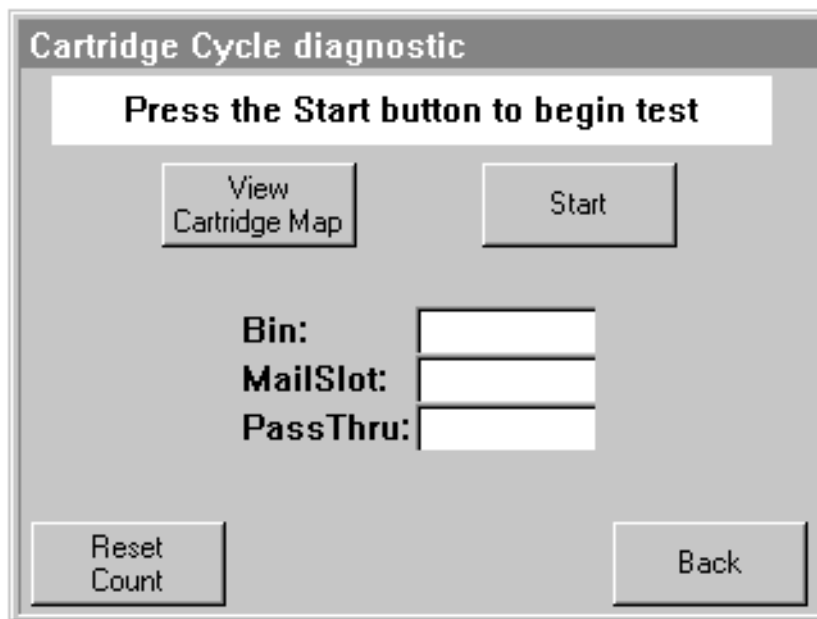 Cartridge Cycle diagnostic
Press the Start button to begin test
View
Cartridge Map
Start
Bin:
MailSlot:
PassThru:
Reset
Count
Back